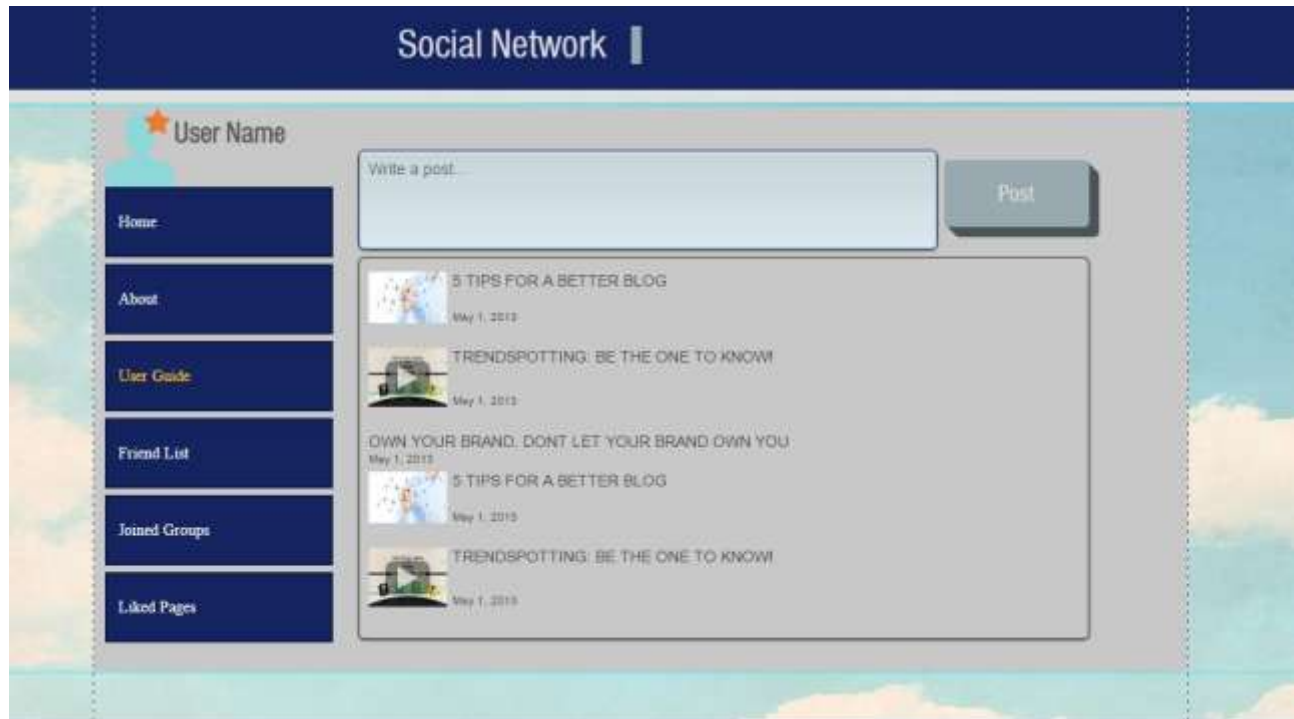 Social Network
User Name
Home
About
User Guide
Friend List
Joined Groups
Liked Pages
Write a post...
Post
5 TIPS FOR A BETTER BLOG
May 1, 2013
TRENDSPOTTING: BE THE ONE TO KNOW!
May 1, 2013
OWN YOUR BRAND, DONT LET YOUR BRAND OWN YOU
May 1, 2013
5 TIPS FOR A BETTER BLOG
May 1, 2013
TRENDSPOTTING: BE THE ONE TO KNOW!
May 1, 2013